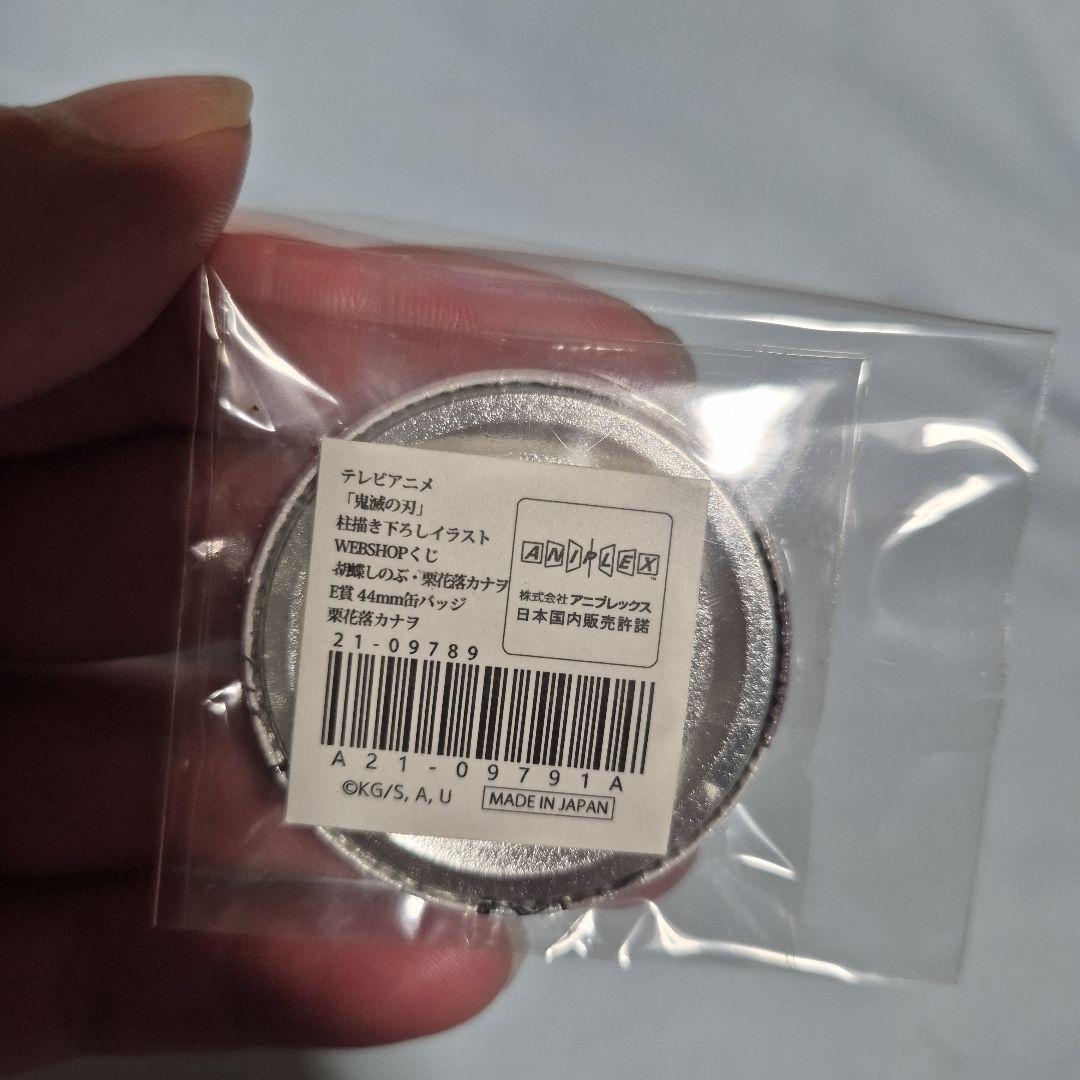 テレビアニメ
「鬼滅の刃」
柱描き下ろしイラスト
WEBSHOPくじ
胡蝶しのぶ・栗花落カナヲ
E賞 44mm缶バッジ
栗花落カナヲ
21-09789
A21-09791A
©KG/S, A, U
MADE IN JAPAN
ANIPLEX™
株式会社 アニプレックス
日本国内販売許諾